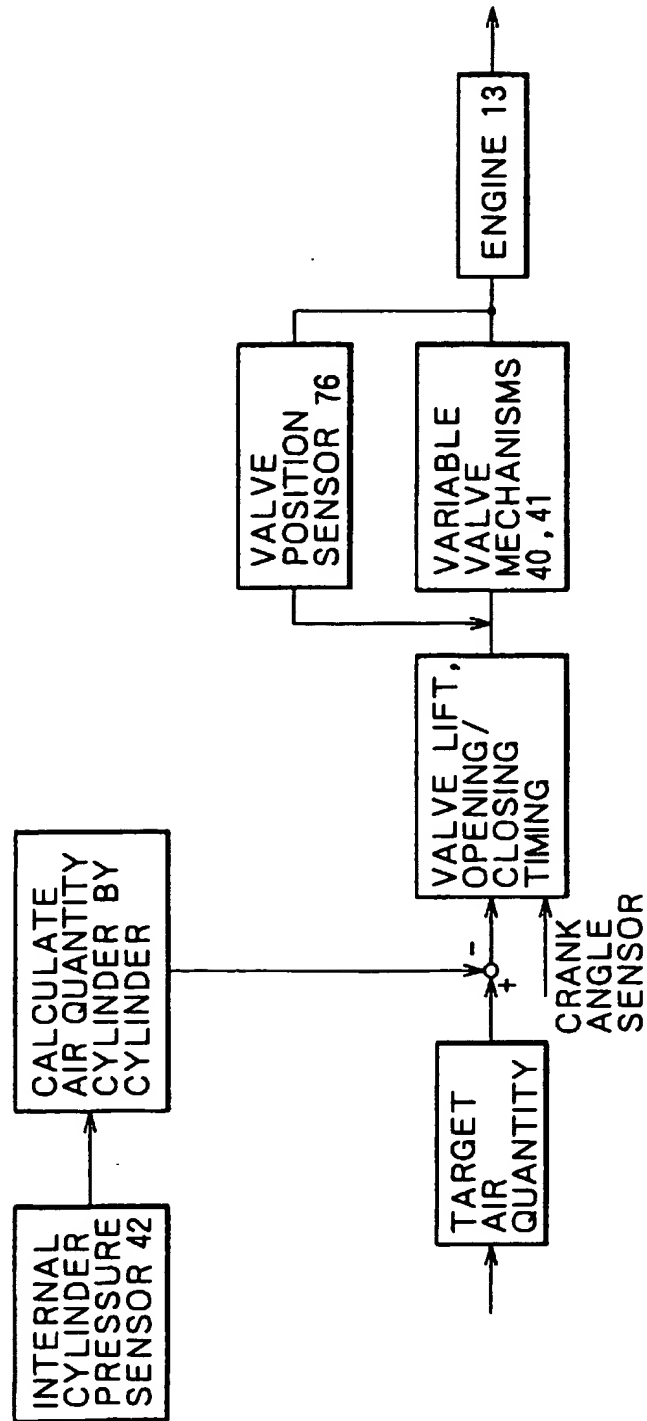 INTERNAL
CYLINDER
PRESSURE
SENSOR 42
CALCULATE
AIR QUANTITY
CYLINDER BY
CYLINDER
TARGET
AIR
QUANTITY
+
-
CRANK
ANGLE
SENSOR
VALVE LIFT,
OPENING/
CLOSING
TIMING
VALVE
POSITION
SENSOR 76
VARIABLE
VALVE
MECHANISMS
40, 41
ENGINE 13